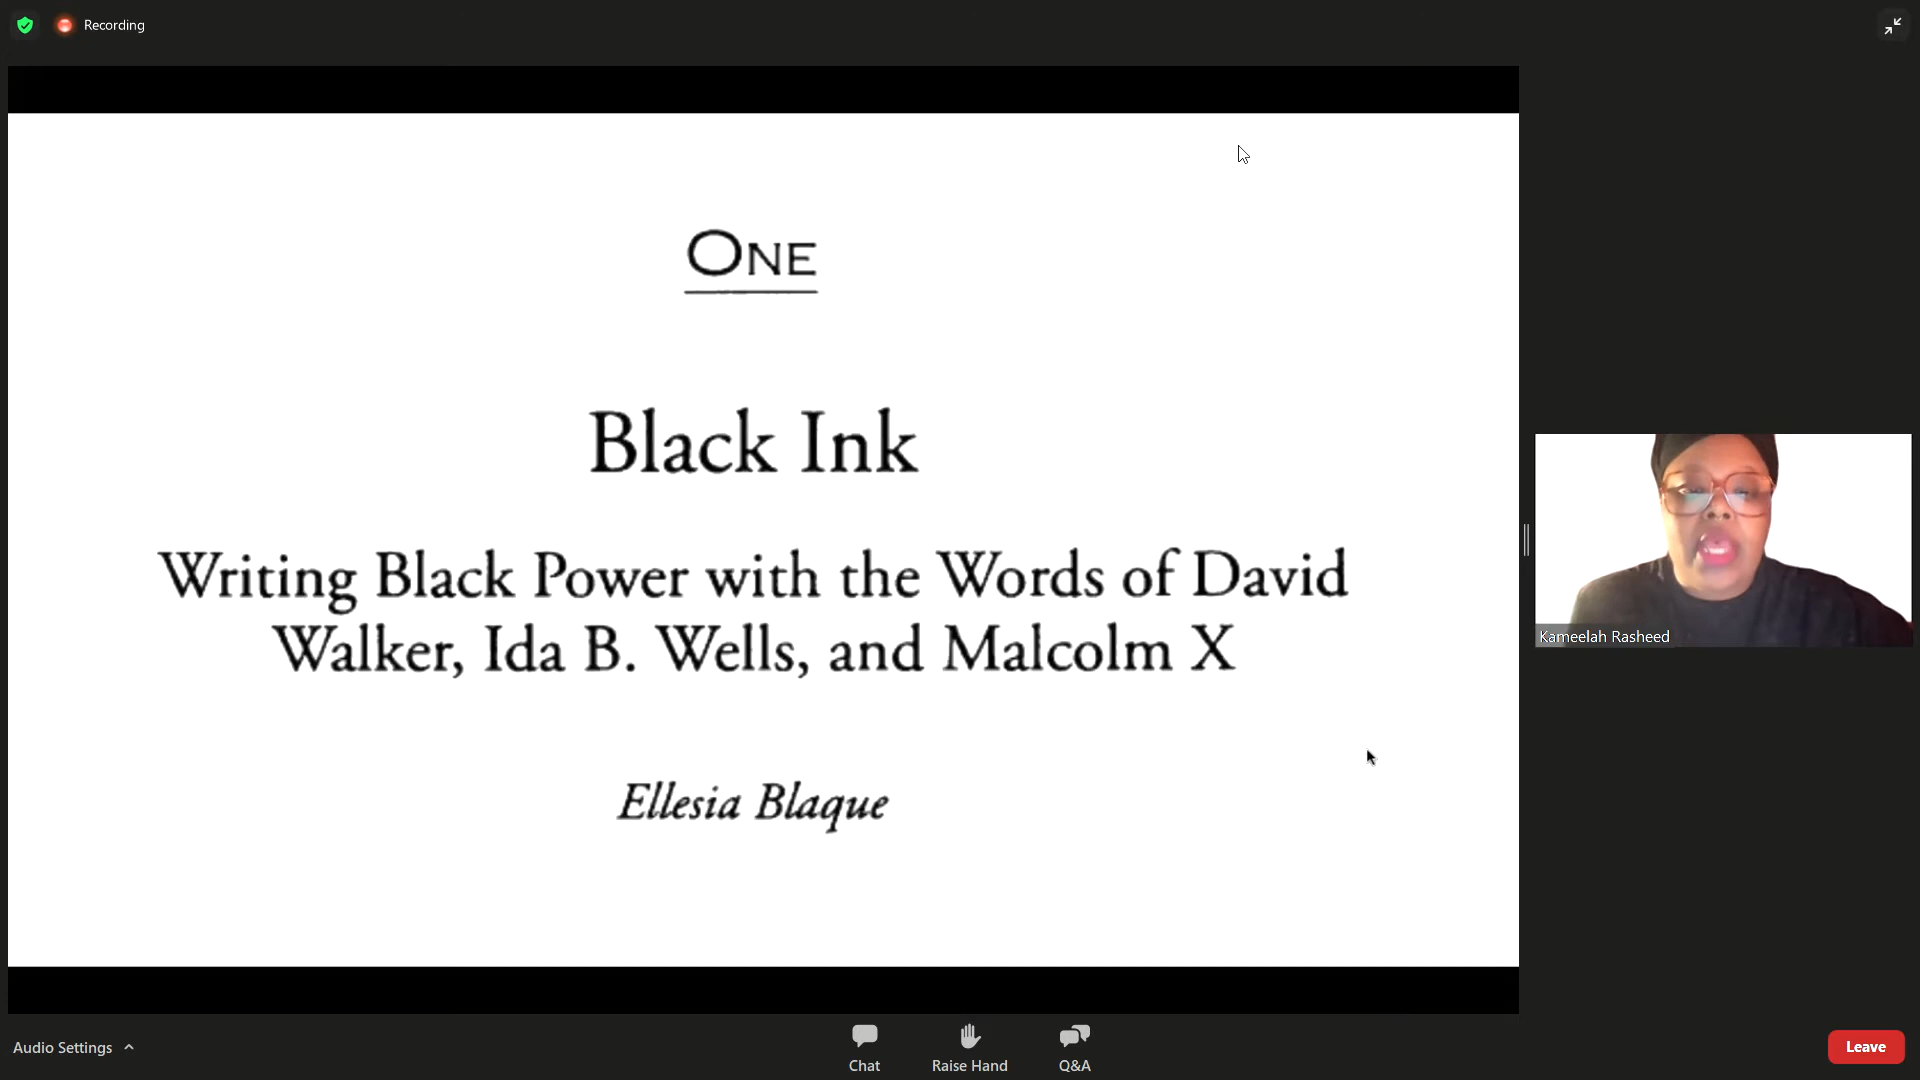 Recording
One
Black Ink
Writing Black Power with the Words of David
Walker, Ida B. Wells, and Malcolm X
Ellesia Blaque
Kameelah Rasheed
Audio Settings
Chat
Raise Hand
Q&A
Leave